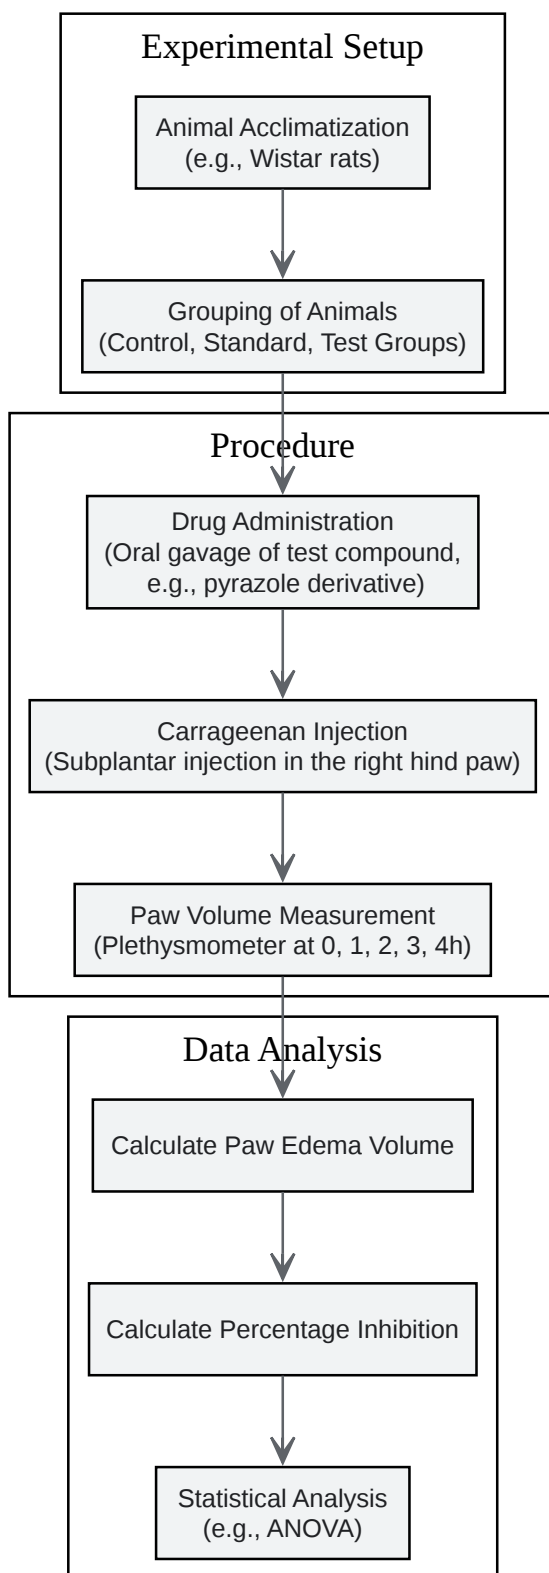 Experimental Setup
Animal Acclimatization
(e.g., Wistar rats)
Grouping of Animals
(Control, Standard, Test Groups)
Procedure
Drug Administration
(Oral gavage of test compound,
e.g., pyrazole derivative)
Carrageenan Injection
(Subplantar injection in the right hind paw)
Paw Volume Measurement
(Plethysmometer at 0, 1, 2, 3, 4h)
Data Analysis
Calculate Paw Edema Volume
Calculate Percentage Inhibition
Statistical Analysis
(e.g., ANOVA)